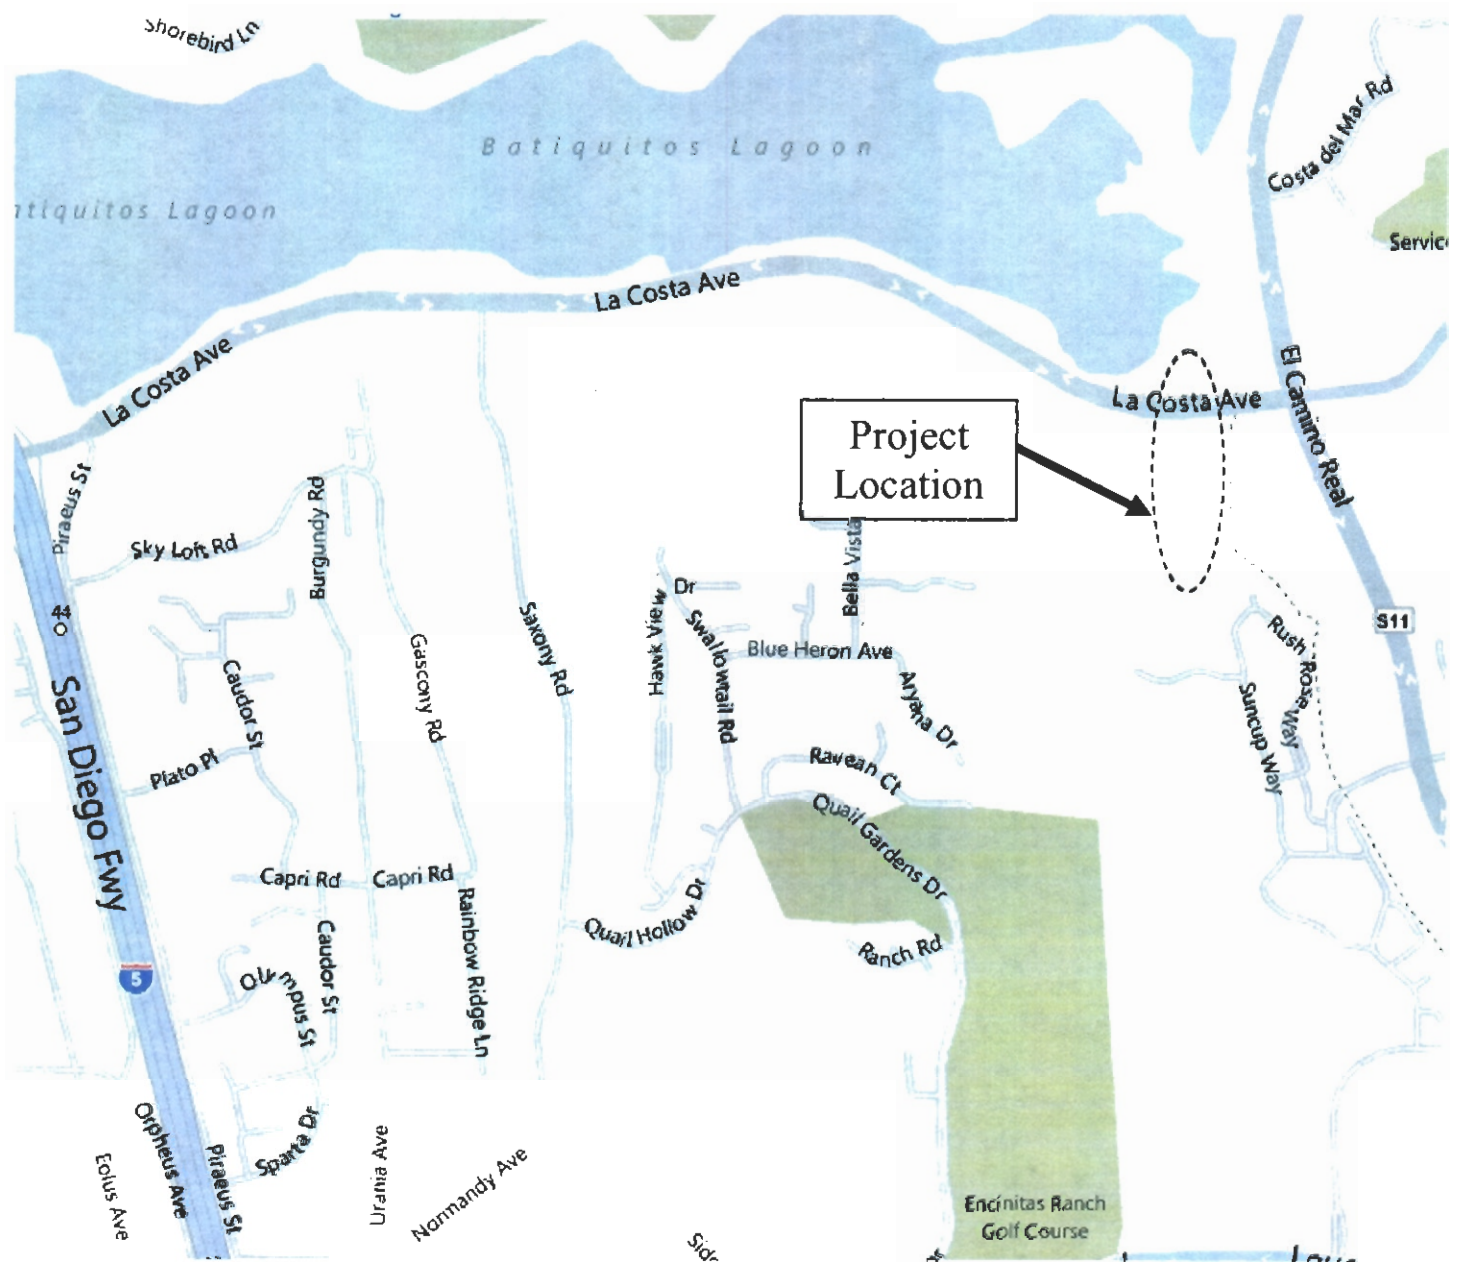 Shorebird Ln
Batiquitos Lagoon
Costa del Mar Rd
tiquitos Lagoon
La Costa Ave
La Costa Ave
La Costa Ave
El Camino Real
Project
Location
Piraeus St
Sky Loft Rd
Burgundy Rd
Bella Vista
Dr
44
Hawk View
Swallowtail Rd
Blue Heron Ave
S11
Rush Rose Way
Saxony Rd
Gascony Rd
Caudor St
Aryana Dr
Suncup Way
San Diego Fwy
Plato Pl
Ravean Ct
Quail Gardens Dr
Capri Rd
Capri Rd
Rainbow Ridge Ln
Quail Hollow Dr
Ranch Rd
Caudor St
Olympus St
5
Orpheus Ave
Piraeus St
Sparta Dr
Eolus Ave
Urania Ave
Normandy Ave
Encinitas Ranch
Golf Course